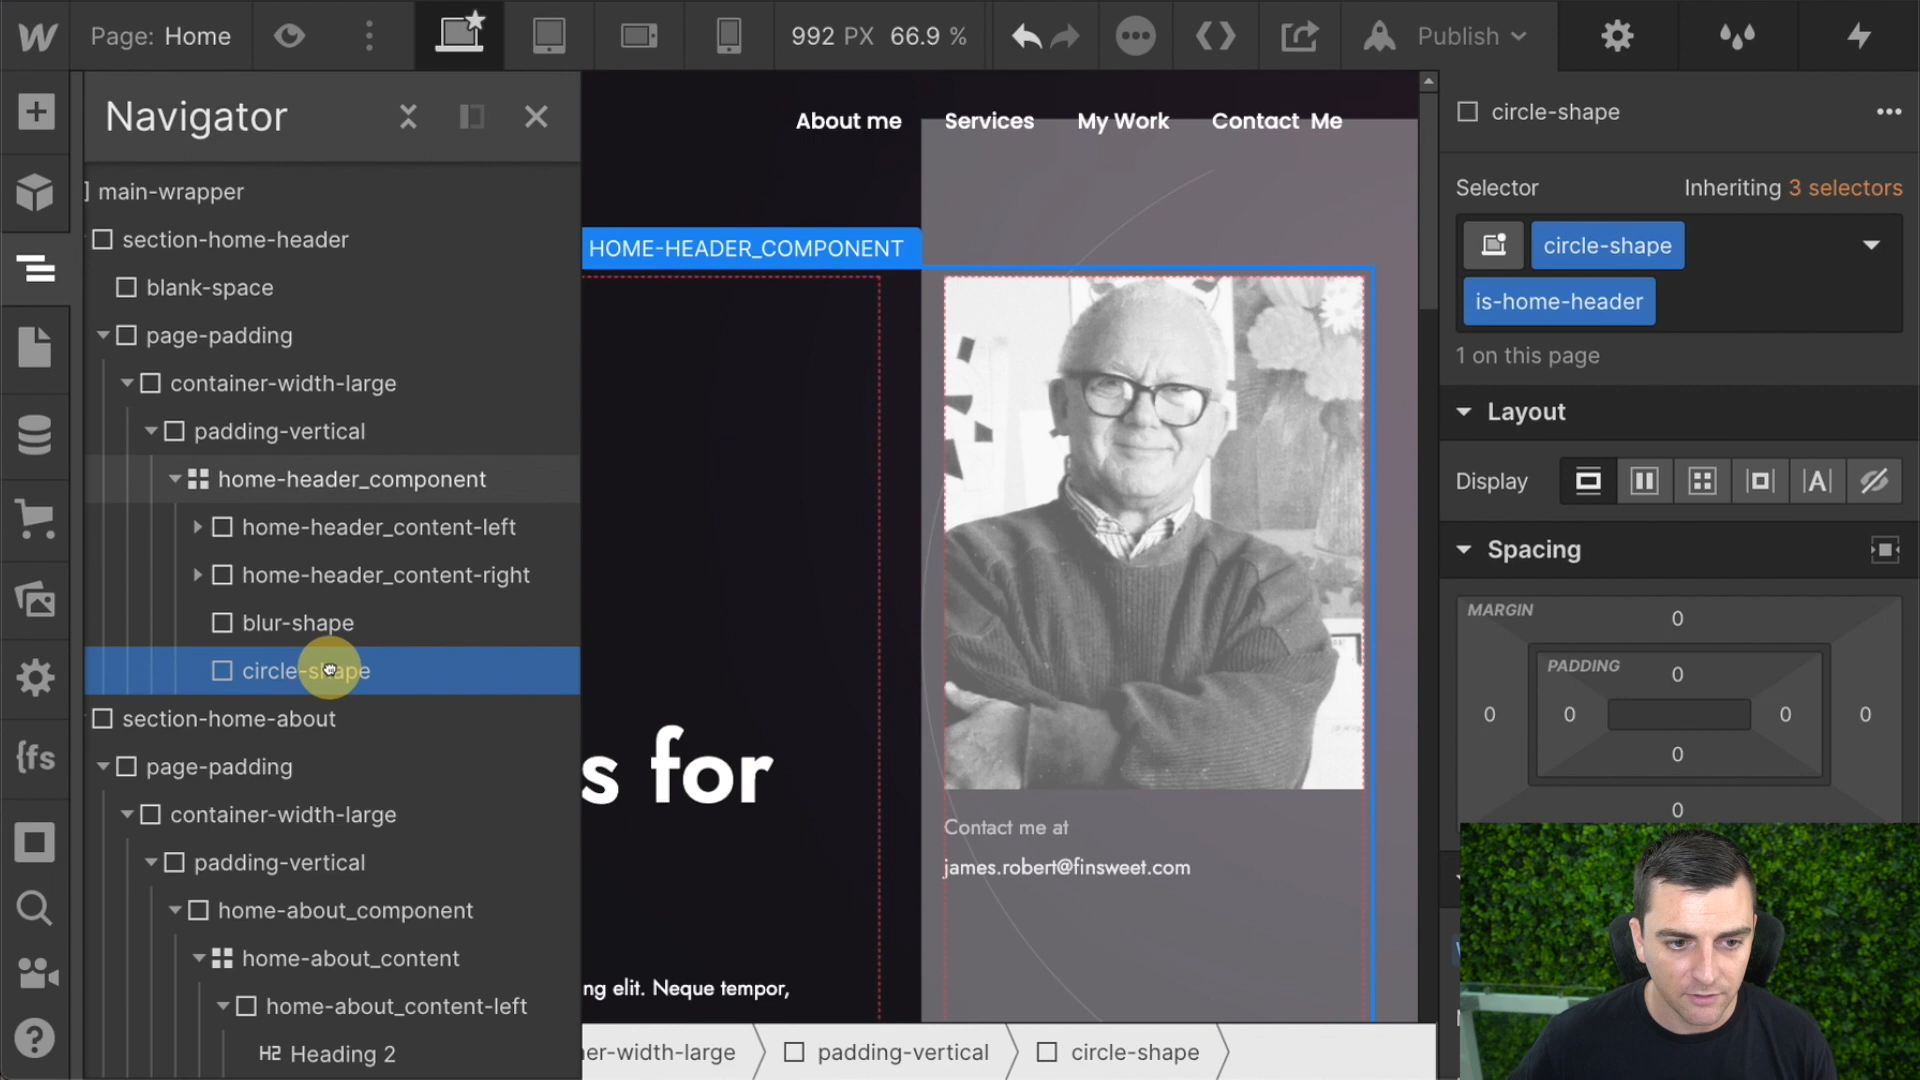 Page: Home
992 PX 66.9 %
Publish
Navigator
main-wrapper
section-home-header
blank-space
page-padding
container-width-large
padding-vertical
home-header_component
home-header_content-left
home-header_content-right
blur-shape
circle-shape
section-home-about
page-padding
container-width-large
padding-vertical
home-about_component
home-about_content
home-about_content-left
H2 Heading 2
{fs
About me Services My Work Contact Me
HOME-HEADER_COMPONENT
s for
Contact me at
james.robert@finsweet.com
ng elit. Neque tempor,
er-width-large padding-vertical circle-shape
circle-shape
Selector Inheriting 3 selectors
circle-shape
is-home-header
1 on this page
Layout
Display
Spacing
MARGIN
0
PADDING
0
0 0 0 0
0
0